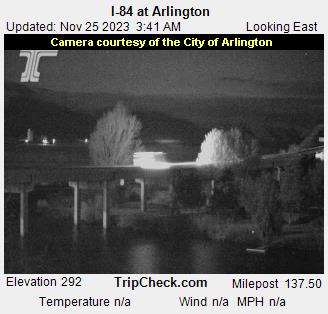 I-84 at Arlington
Updated: Nov 25 2023 3:41 AM Looking East
Camera courtesy of the City of Arlington
Elevation 292 TripCheck.com Milepost 137.50
Temperature n/a Wind n/a MPH n/a